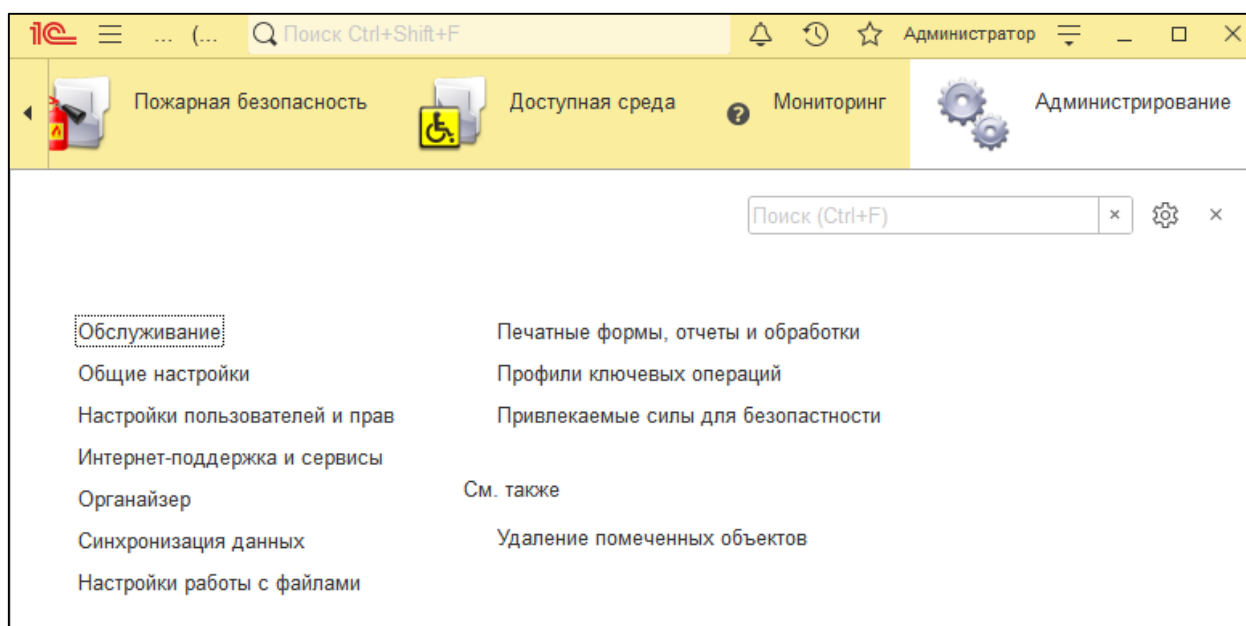 1С ... (... Поиск Ctrl+Shift+F Администратор
Пожарная безопасность Доступная среда Мониторинг Администрирование
Поиск (Ctrl+F)
Обслуживание
Общие настройки
Настройки пользователей и прав
Интернет-поддержка и сервисы
Органайзер
Синхронизация данных
Настройки работы с файлами
Печатные формы, отчеты и обработки
Профили ключевых операций
Привлекаемые силы для безопастности
См. также
Удаление помеченных объектов